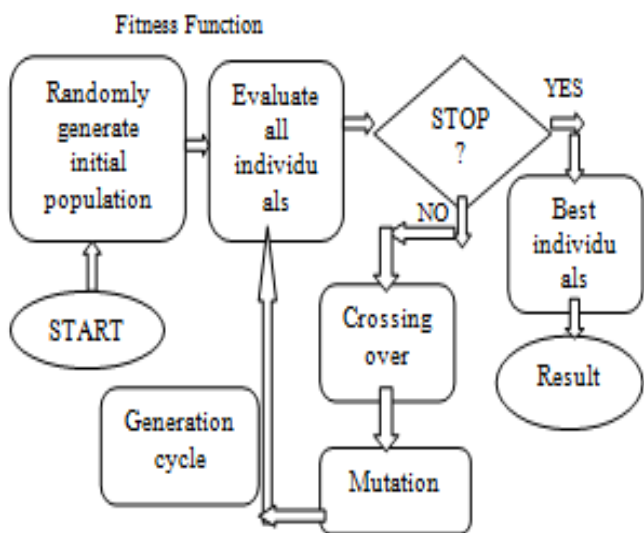 Fitness Function
Randomly
generate
initial
population
Evaluate
all
individu
als
STOP
?
YES
NO
Best
individu
als
START
Crossing
over
Result
Generation
cycle
Mutation